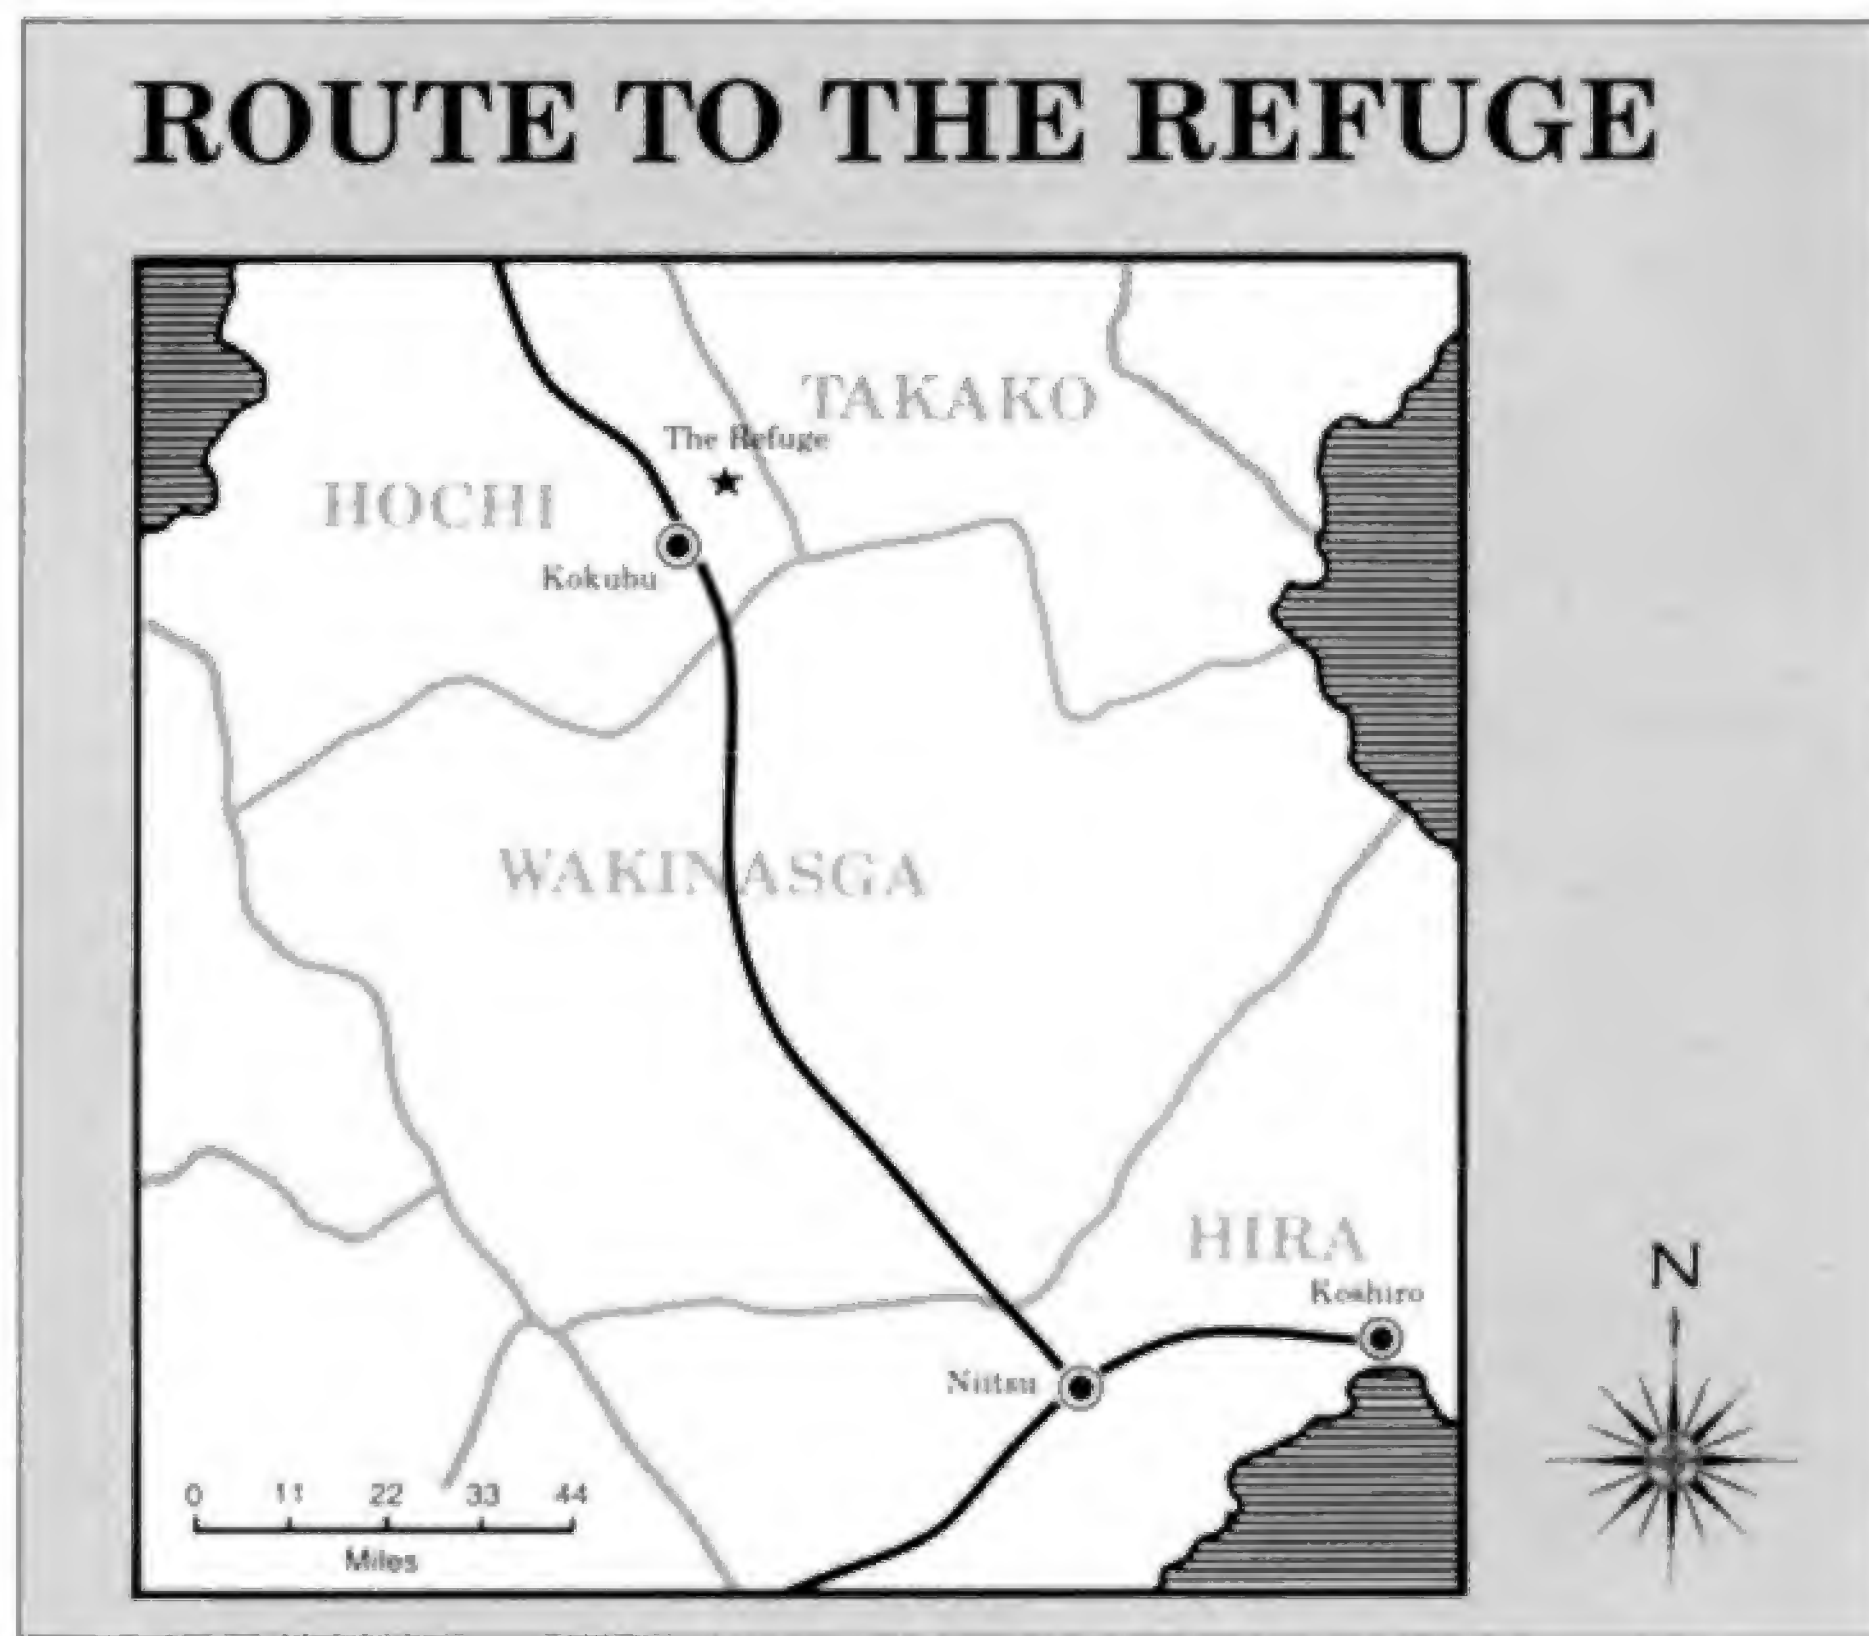 ROUTE TO THE REFUGE
TAKAKO
The Refuge
HOCHI
Kokubu
WAKINASGA
HIRA
Koshiro
N
Niitsu
0 11 22 33 44
Miles